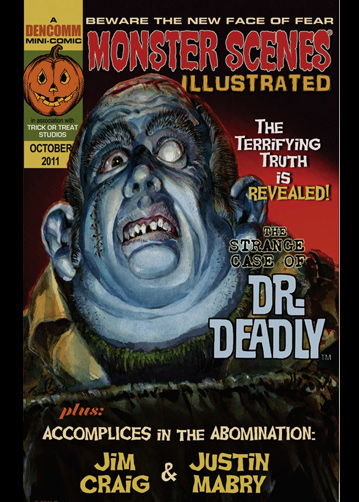 A
DENCOMM
MINI-COMIC
in association with
TRICK OR TREAT
STUDIOS
OCTOBER
2011
BEWARE THE NEW FACE OF FEAR
MONSTER SCENES
ILLUSTRATED
THE
TERRIFYING
TRUTH
IS
REVEALED!
THE
STRANGE
CASE OF
DR.
DEADLY™
plus:
ACCOMPLICES IN THE ABOMINATION:
JIM
CRAIG
&
JUSTIN
MABRY